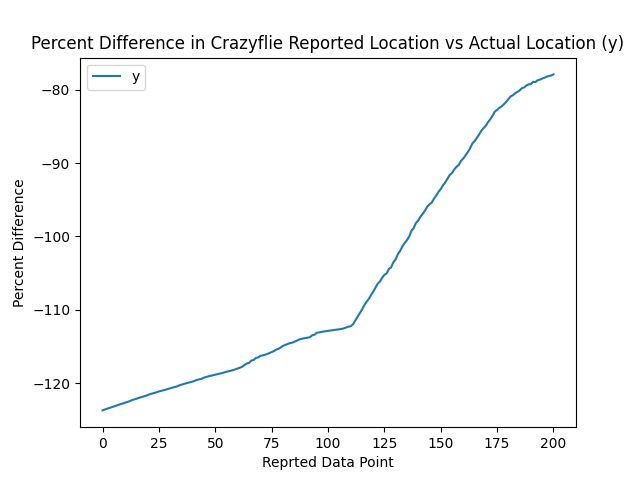 Percent Difference in Crazyflie Reported Location vs Actual Location (y)
y
−80
−90
−100
−110
−120
Percent Difference
0 25 50 75 100 125 150 175 200
Reprted Data Point